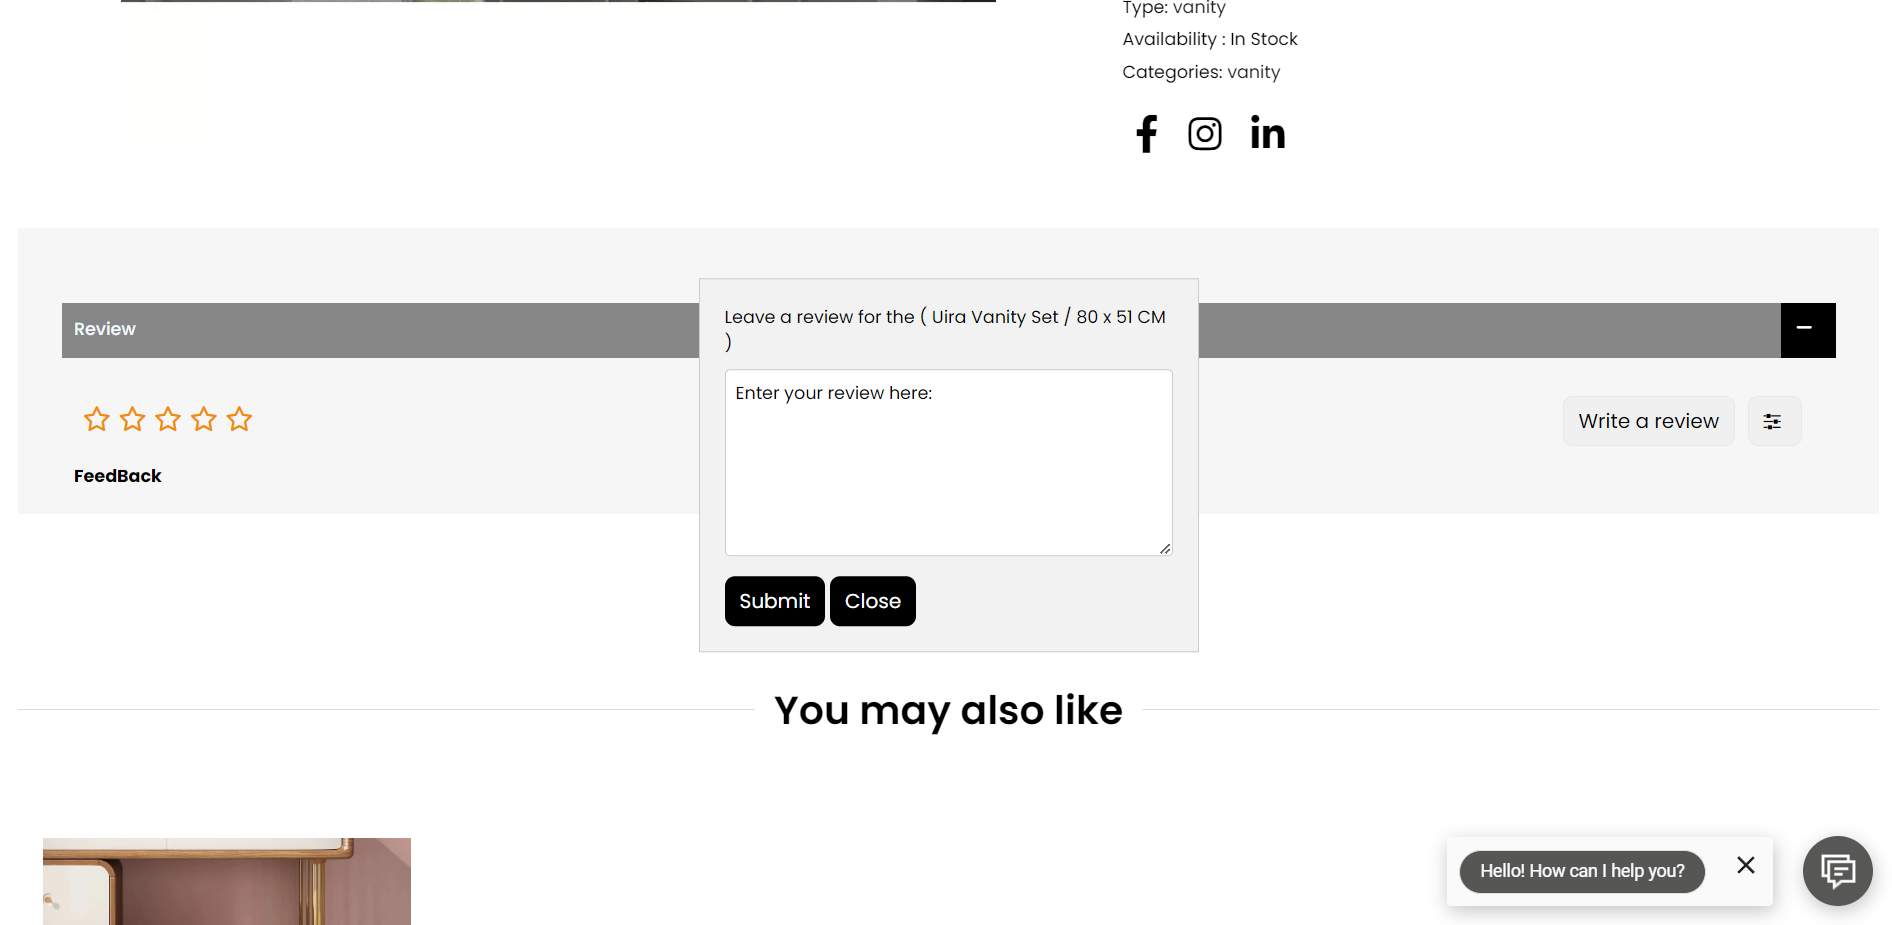 Type: vanity
Availability : In Stock
Categories: vanity
Review
Leave a review for the ( Uira Vanity Set / 80 x 51 CM
)
Enter your review here:
Write a review
FeedBack
Submit
Close
You may also like
Hello! How can I help you?